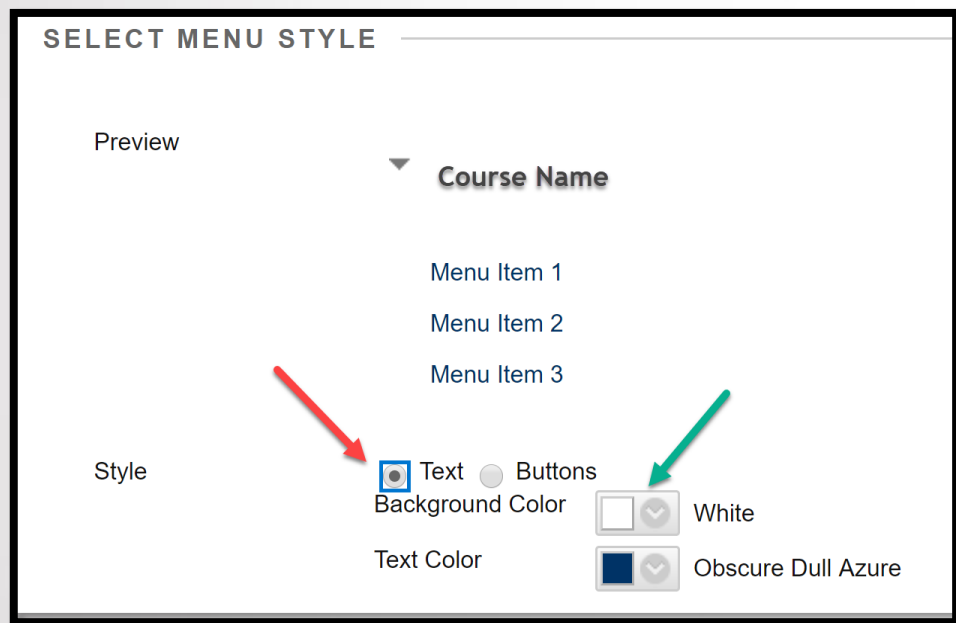 SELECT MENU STYLE
Preview
Course Name
Menu Item 1
Menu Item 2
Menu Item 3
Style Text Buttons
Background Color White
Text Color Obscure Dull Azure